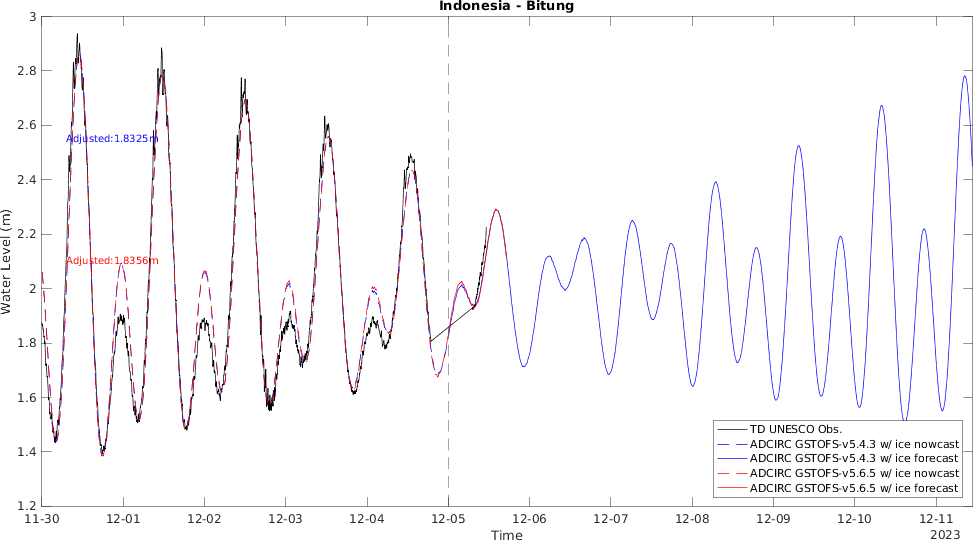 Indonesia - Bitung
Water Level (m)
3
2.8
2.6
2.4
2.2
2
1.8
1.6
1.4
1.2
Adjusted:1.8325m
Adjusted:1.8356m
TD UNESCO Obs.
ADCIRC GSTOFS-v5.4.3 w/ ice nowcast
ADCIRC GSTOFS-v5.4.3 w/ ice forecast
ADCIRC GSTOFS-v5.6.5 w/ ice nowcast
ADCIRC GSTOFS-v5.6.5 w/ ice forecast
11-30 12-01 12-02 12-03 12-04 12-05 12-06 12-07 12-08 12-09 12-10 12-11
2023
Time